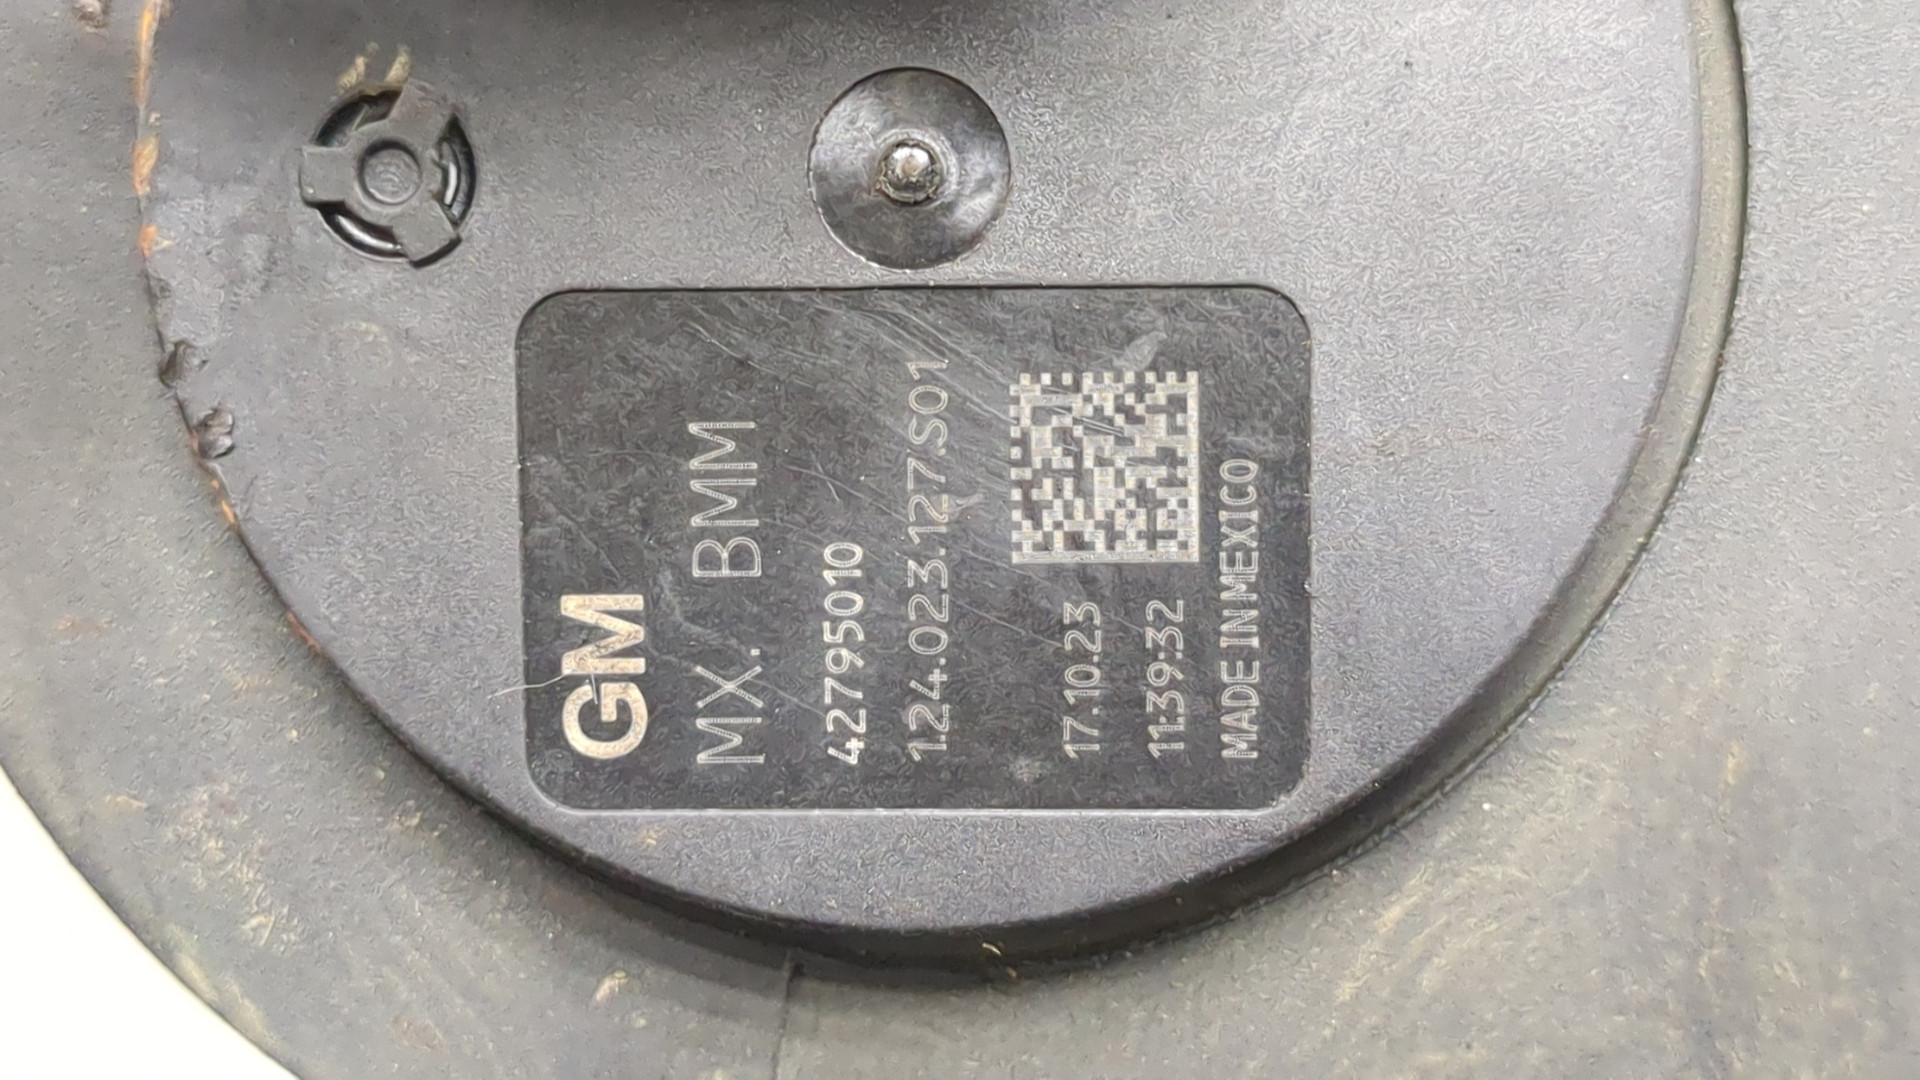 GM
MX. BMM
42795010
1.24.023.127.S01
17.10.23
11:39:32
MADE IN MEXICO